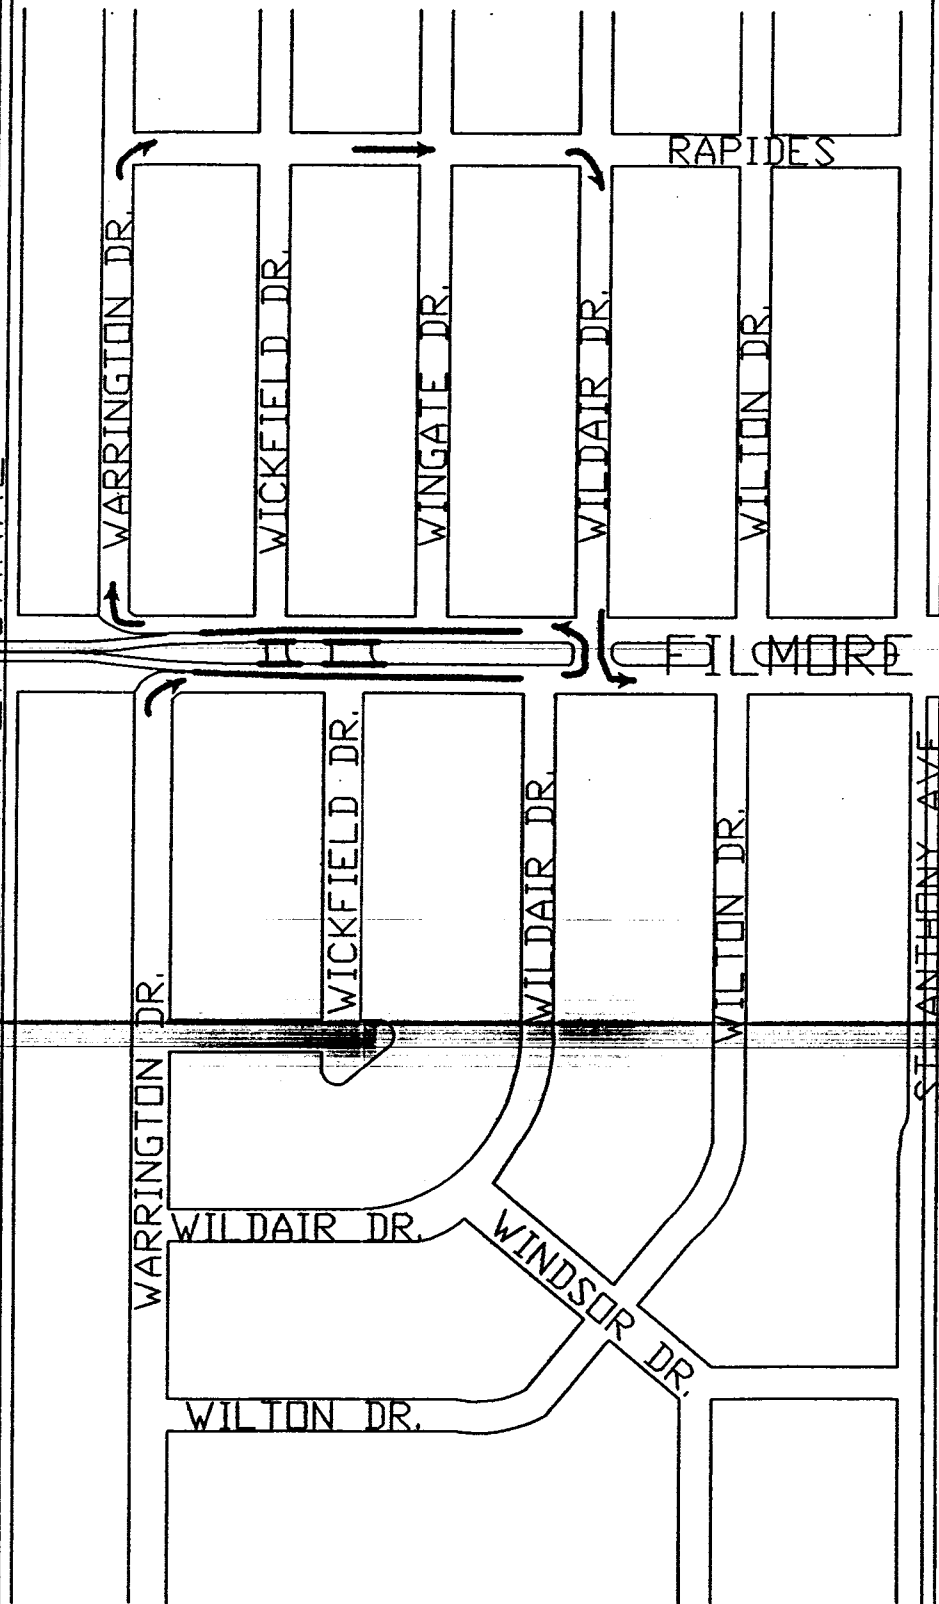 RAPIDES
WARRINGTON DR.
WICKFIELD DR.
WINGATE DR.
WILDAIR DR.
WILTON DR.
FILMORE
WICKFIELD DR.
WILDAIR DR.
WILTON DR.
ST. ANTHONY AVE
WARRINGTON DR.
WILDAIR DR.
WINDSOR DR.
WILTON DR.